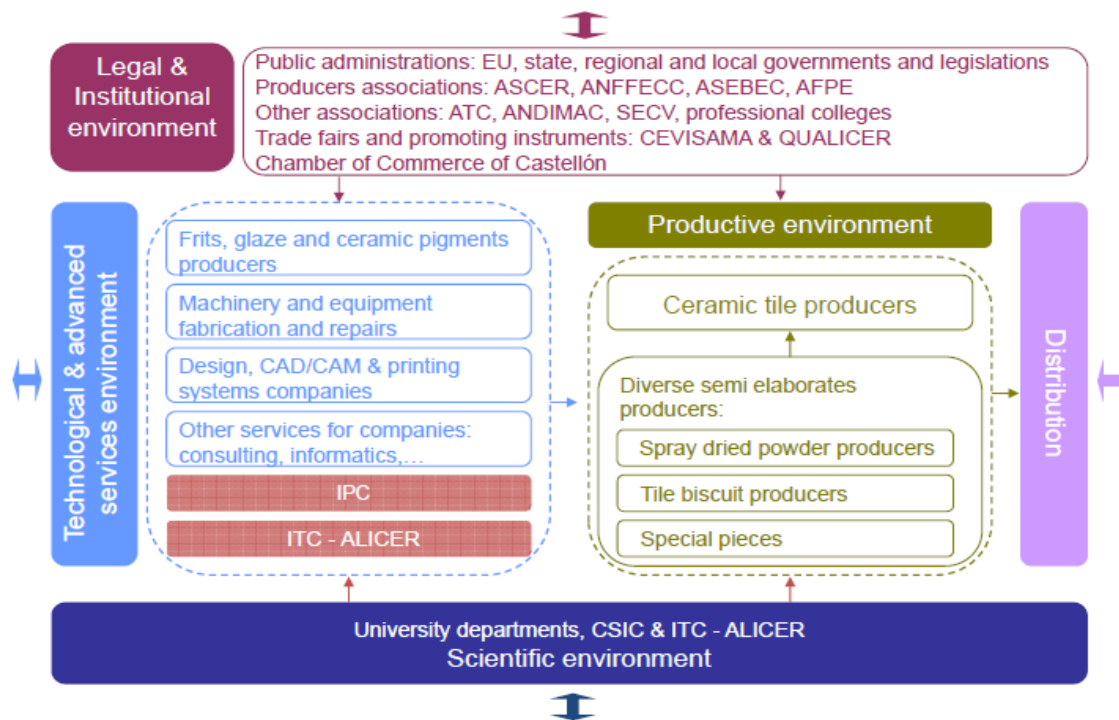 Legal &
Institutional
environment
Public administrations: EU, state, regional and local governments and legislations
Producers associations: ASCER, ANFFECC, ASEBEC, AFPE
Other associations: ATC, ANDIMAC, SECV, professional colleges
Trade fairs and promoting instruments: CEVISAMA & QUALICER
Chamber of Commerce of Castellón
Technological & advanced
services environment
Frits, glaze and ceramic pigments
producers
Machinery and equipment
fabrication and repairs
Design, CAD/CAM & printing
systems companies
Other services for companies:
consulting, informatics,...
IPC
ITC - ALICER
Productive environment
Ceramic tile producers
Diverse semi elaborates
producers:
Spray dried powder producers
Tile biscuit producers
Special pieces
Distribution
University departments, CSIC & ITC - ALICER
Scientific environment